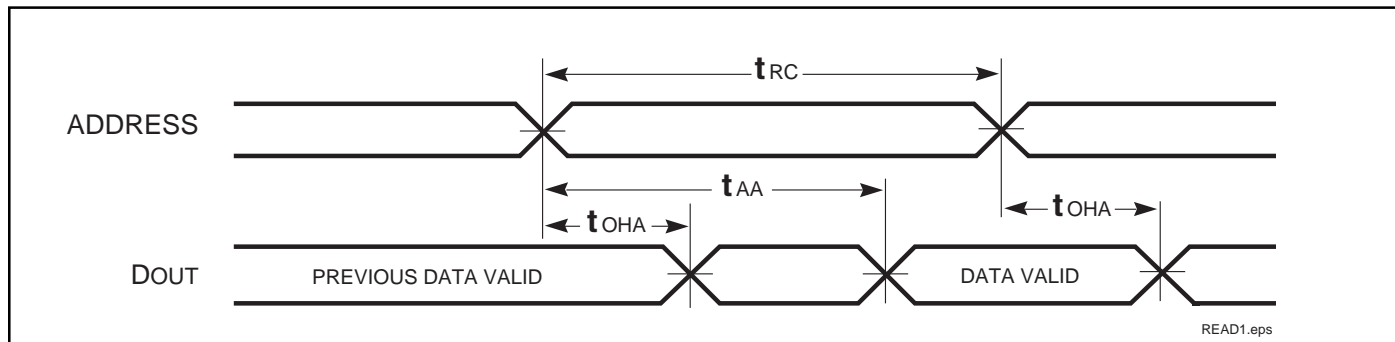 tRC
ADDRESS
tAA
tOHA
tOHA
DOUT
PREVIOUS DATA VALID
DATA VALID
READ1.eps